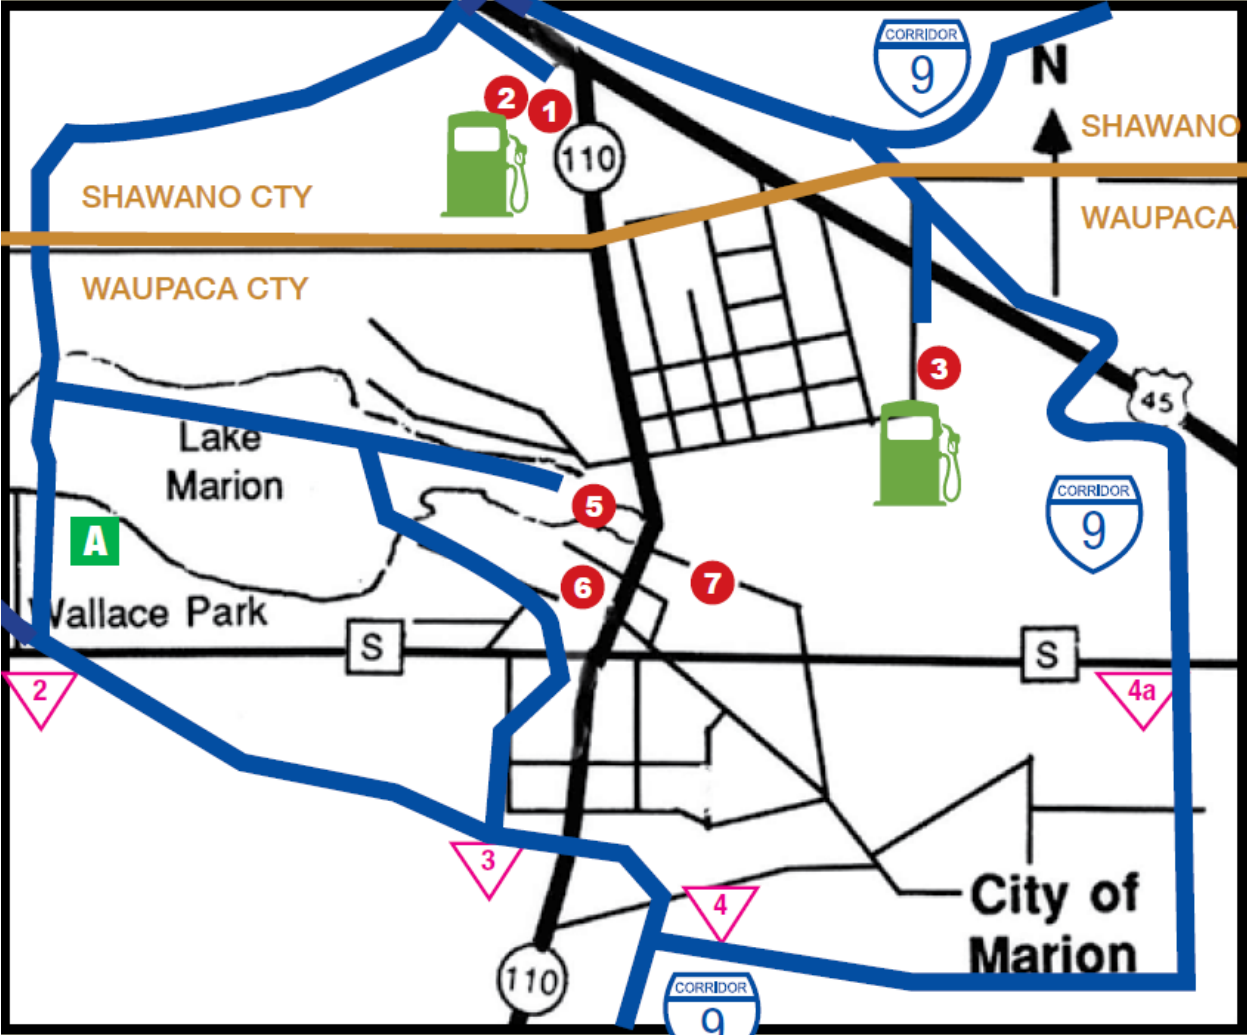 CORRIDOR
9
N
2
1
110
SHAWANO
SHAWANO CTY
WAUPACA
WAUPACA CTY
3
45
Lake
Marion
CORRIDOR
9
5
A
6
7
Wallace Park
S
S
2
4a
3
4
City of
Marion
110
CORRIDOR
9